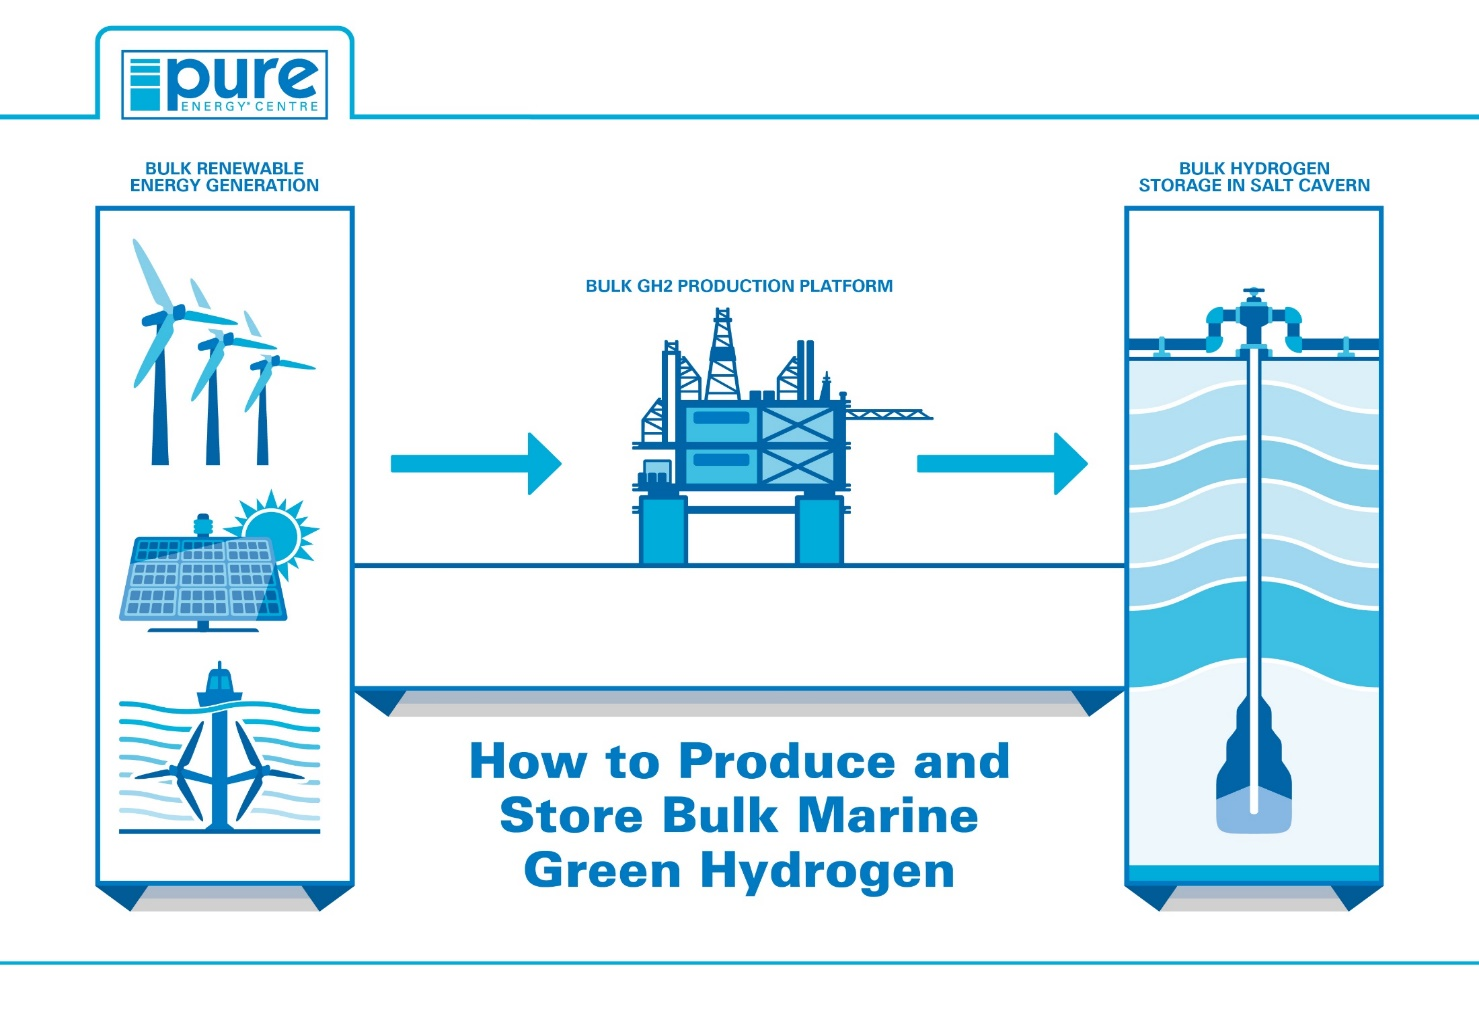 pure
ENERGY® CENTRE
BULK RENEWABLE
ENERGY GENERATION
BULK GH2 PRODUCTION PLATFORM
BULK HYDROGEN
STORAGE IN SALT CAVERN
How to Produce and
Store Bulk Marine
Green Hydrogen